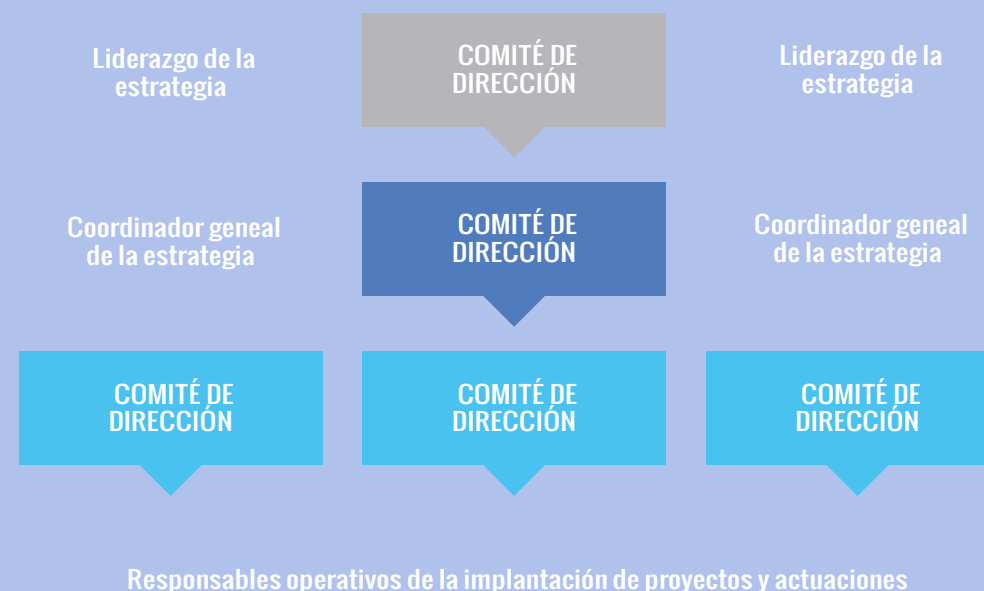 Liderazgo de la
estrategia
COMITÉ DE
DIRECCIÓN
Liderazgo de la
estrategia
Coordinador geneal
de la estrategia
COMITÉ DE
DIRECCIÓN
Coordinador geneal
de la estrategia
COMITÉ DE
DIRECCIÓN
COMITÉ DE
DIRECCIÓN
COMITÉ DE
DIRECCIÓN
Responsables operativos de la implantación de proyectos y actuaciones